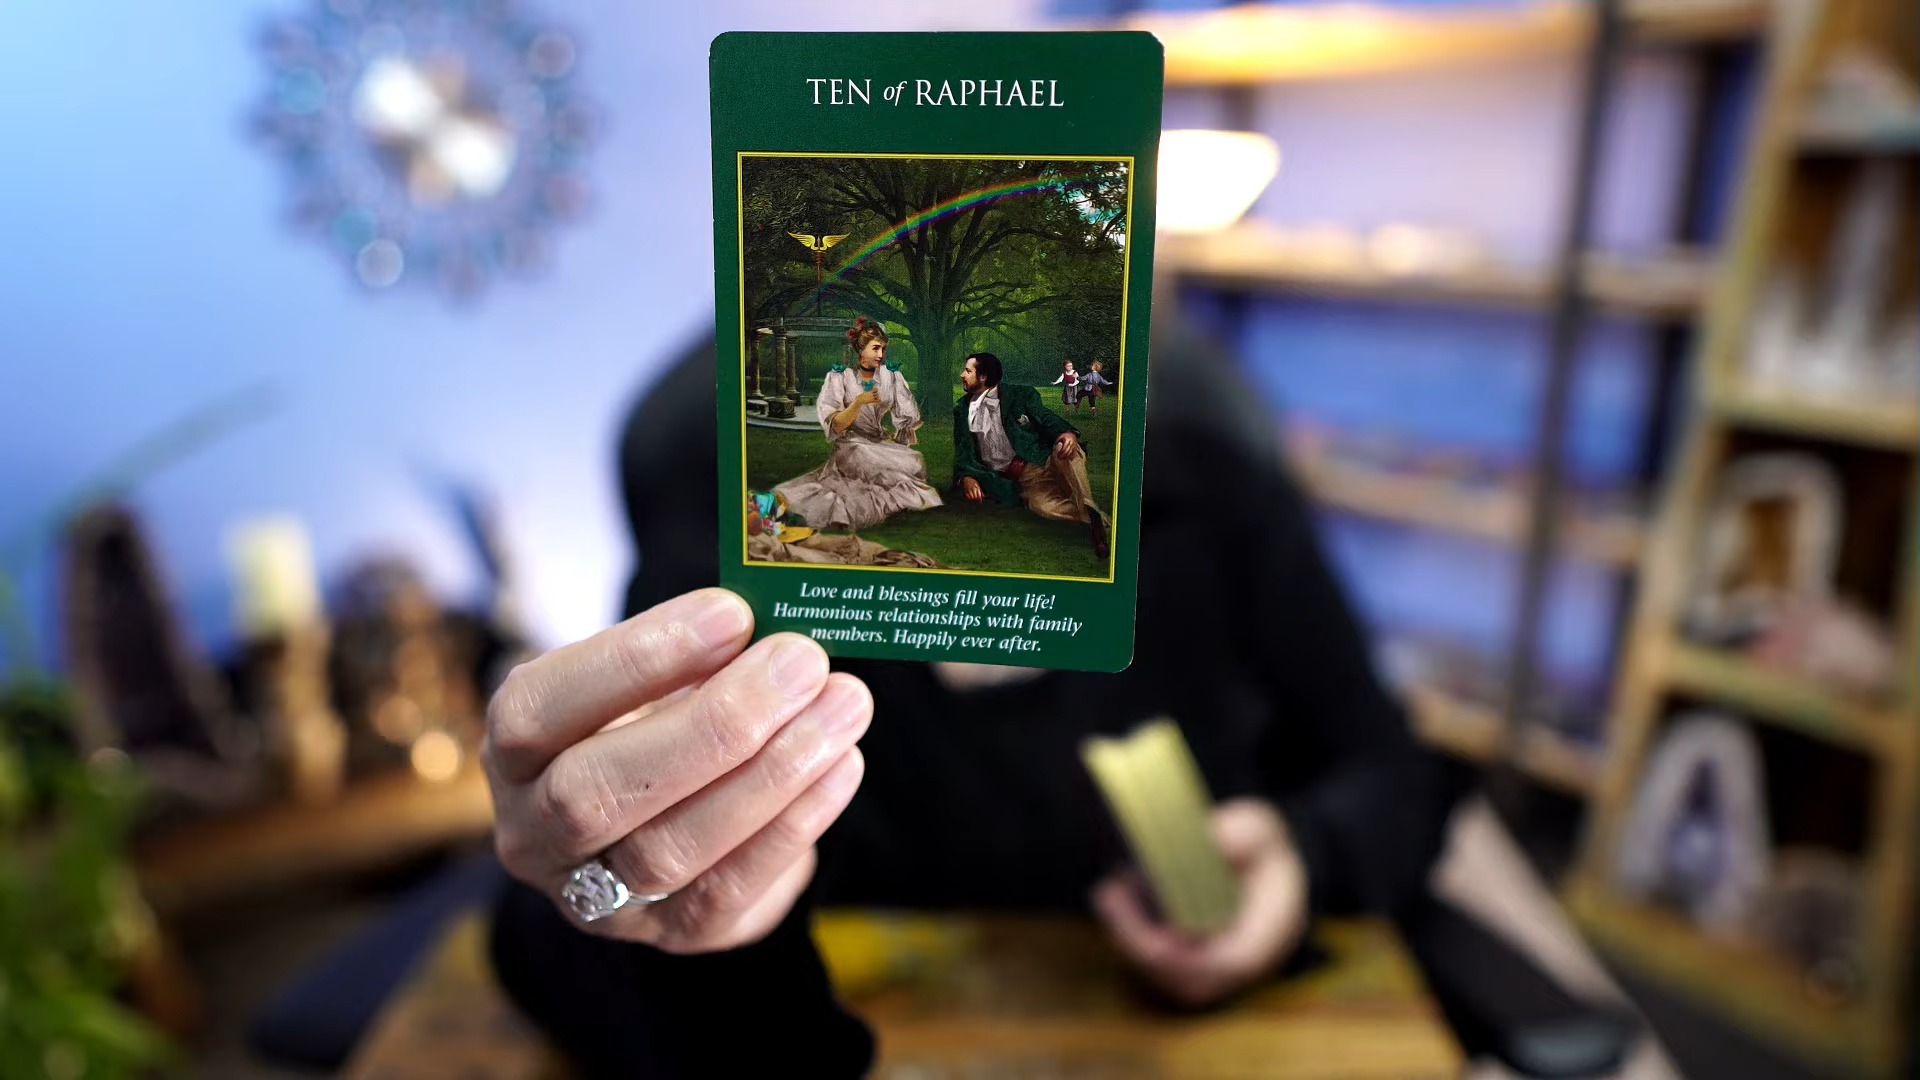 TEN of RAPHAEL
Love and blessings fill your life!
Harmonious relationships with family
members. Happily ever after.